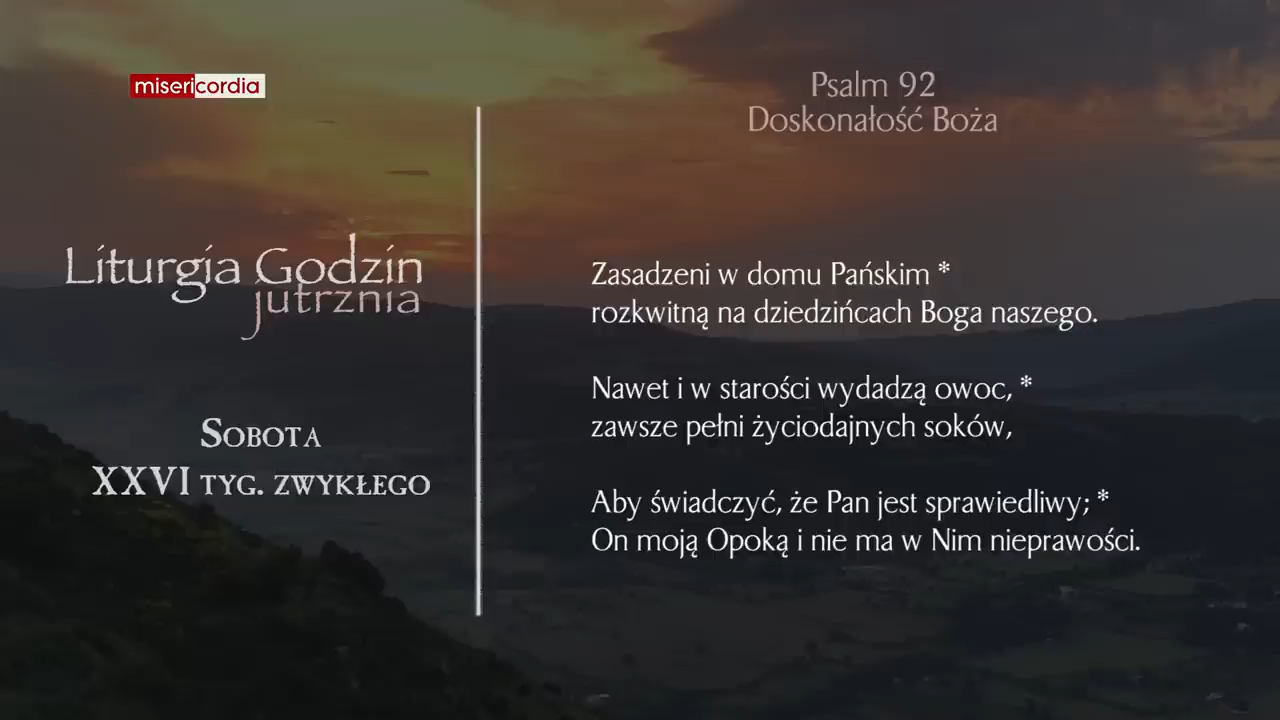 misericordia
Liturgia Godzin
jutrznia
Sobota
XXVI tyg. zwykłego
Psalm 92
Doskonałość Boża
Zasadzeni w domu Pańskim *
rozkwitną na dziedzińcach Boga naszego.
Nawet i w starości wydadzą owoc, *
zawsze pełni życiodajnych soków,
Aby świadczyć, że Pan jest sprawiedliwy; *
On moją Opoką i nie ma w Nim nieprawości.